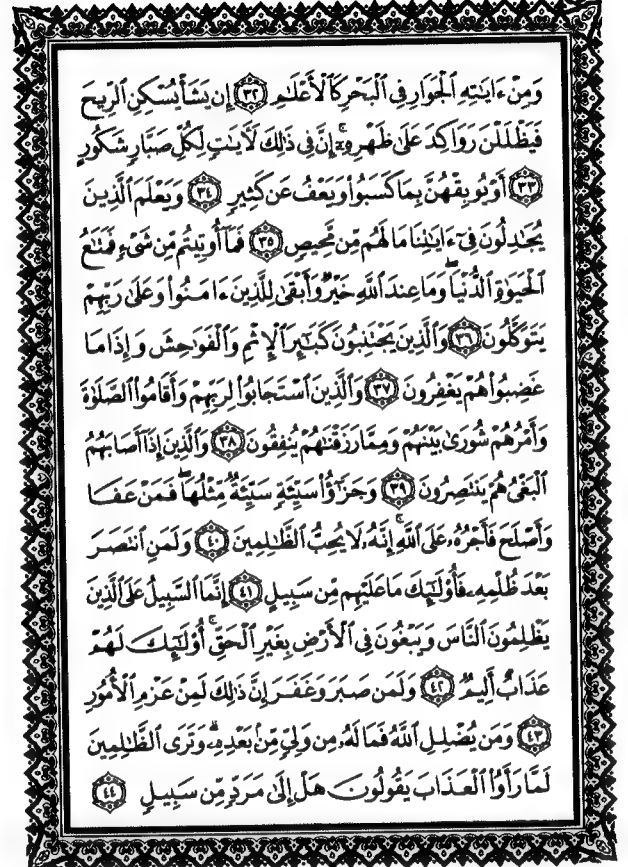 وَمِنْ ءَايَـٰتِهِ ٱلْجَوَارِ فِى ٱلْبَحْرِ كَٱلْأَعْلَـٰمِ ٣٢ إِن يَشَأْ يُسْكِنِ ٱلرِّيحَ
فَيَظْلَلْنَ رَوَاكِدَ عَلَىٰ ظَهْرِهِۦٓ ۚ إِنَّ فِى ذَٰلِكَ لَـَٔايَـٰتٍ لِّكُلِّ صَبَّارٍ شَكُورٍ
٣٣ أَوْ يُوبِقْهُنَّ بِمَا كَسَبُوا۟ وَيَعْفُ عَن كَثِيرٍ ٣٤ وَيَعْلَمَ ٱلَّذِينَ
يُجَـٰدِلُونَ فِىٓ ءَايَـٰتِنَا مَا لَهُم مِّن مَّحِيصٍ ٣٥ فَمَآ أُوتِيتُم مِّن شَىْءٍ فَمَتَـٰعُ
ٱلْحَيَوٰةِ ٱلدُّنْيَا ۖ وَمَا عِندَ ٱللَّهِ خَيْرٌ وَأَبْقَىٰ لِلَّذِينَ ءَامَنُوا۟ وَعَلَىٰ رَبِّهِمْ
يَتَوَكَّلُونَ ٣٦ وَٱلَّذِينَ يَجْتَنِبُونَ كَبَـٰٓئِرَ ٱلْإِثْمِ وَٱلْفَوَٰحِشَ وَإِذَا مَا
غَضِبُوا۟ هُمْ يَغْفِرُونَ ٣٧ وَٱلَّذِينَ ٱسْتَجَابُوا۟ لِرَبِّهِمْ وَأَقَامُوا۟ ٱلصَّلَوٰةَ
وَأَمْرُهُمْ شُورَىٰ بَيْنَهُمْ وَمِمَّا رَزَقْنَـٰهُمْ يُنفِقُونَ ٣٨ وَٱلَّذِينَ إِذَآ أَصَابَهُمُ
ٱلْبَغْىُ هُمْ يَنتَصِرُونَ ٣٩ وَجَزَٰٓؤُا۟ سَيِّئَةٍ سَيِّئَةٌ مِّثْلُهَا ۖ فَمَنْ عَفَا
وَأَصْلَحَ فَأَجْرُهُۥ عَلَى ٱللَّهِ ۚ إِنَّهُۥ لَا يُحِبُّ ٱلظَّـٰلِمِينَ ٤٠ وَلَمَنِ ٱنتَصَرَ
بَعْدَ ظُلْمِهِۦ فَأُو۟لَـٰٓئِكَ مَا عَلَيْهِم مِّن سَبِيلٍ ٤١ إِنَّمَا ٱلسَّبِيلُ عَلَى ٱلَّذِينَ
يَظْلِمُونَ ٱلنَّاسَ وَيَبْغُونَ فِى ٱلْأَرْضِ بِغَيْرِ ٱلْحَقِّ ۚ أُو۟لَـٰٓئِكَ لَهُمْ
عَذَابٌ أَلِيمٌ ٤٢ وَلَمَن صَبَرَ وَغَفَرَ إِنَّ ذَٰلِكَ لَمِنْ عَزْمِ ٱلْأُمُورِ
٤٣ وَمَن يُضْلِلِ ٱللَّهُ فَمَا لَهُۥ مِن وَلِىٍّ مِّنۢ بَعْدِهِۦ ۗ وَتَرَى ٱلظَّـٰلِمِينَ
لَمَّا رَأَوُا۟ ٱلْعَذَابَ يَقُولُونَ هَلْ إِلَىٰ مَرَدٍّ مِّن سَبِيلٍ ٤٤